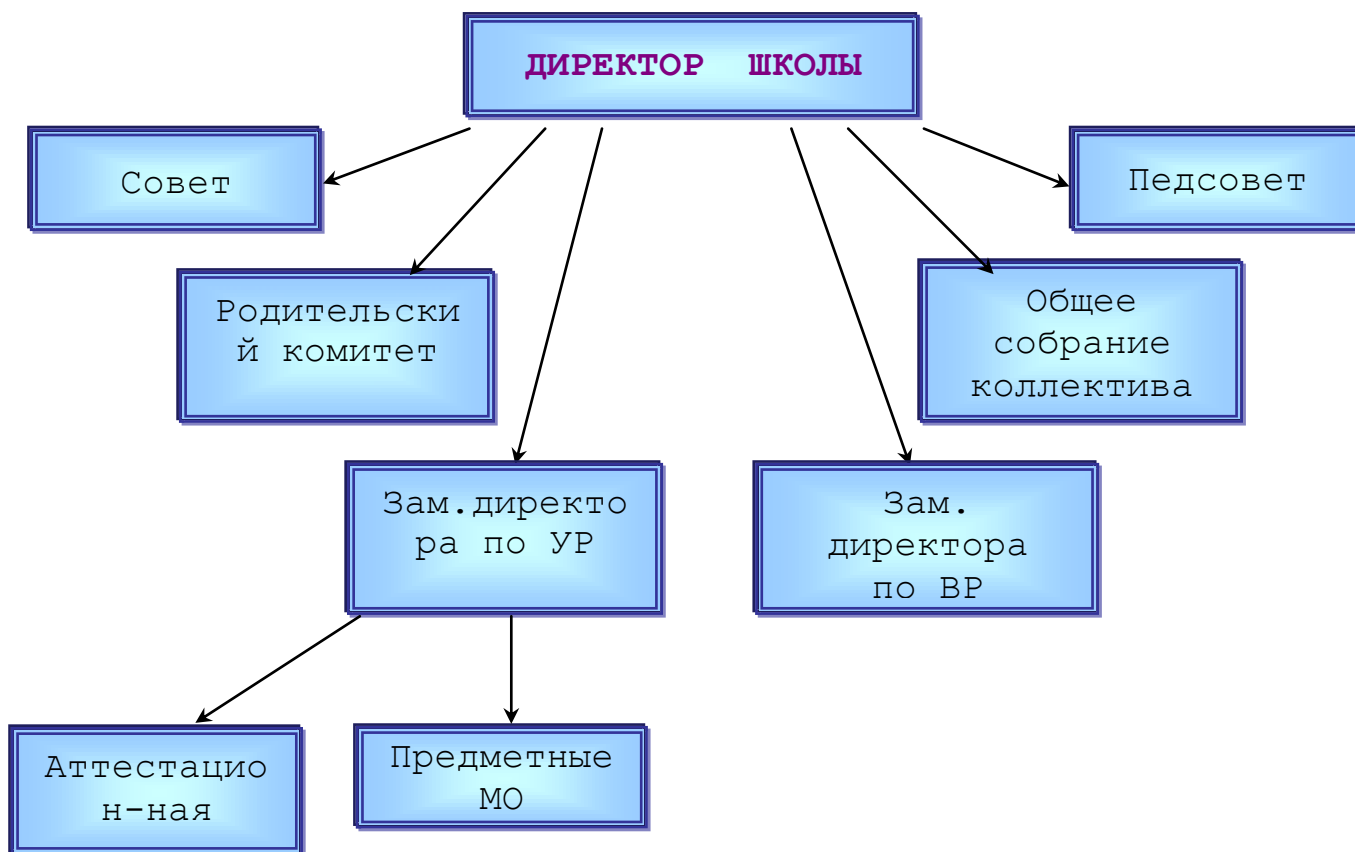 ДИРЕКТОР ШКОЛЫ
Совет
Педсовет
Родительски
й комитет
Общее
собрание
коллектива
Зам.директо
ра по УР
Зам.
директора
по ВР
Аттестацио
н-ная
Предметные
МО